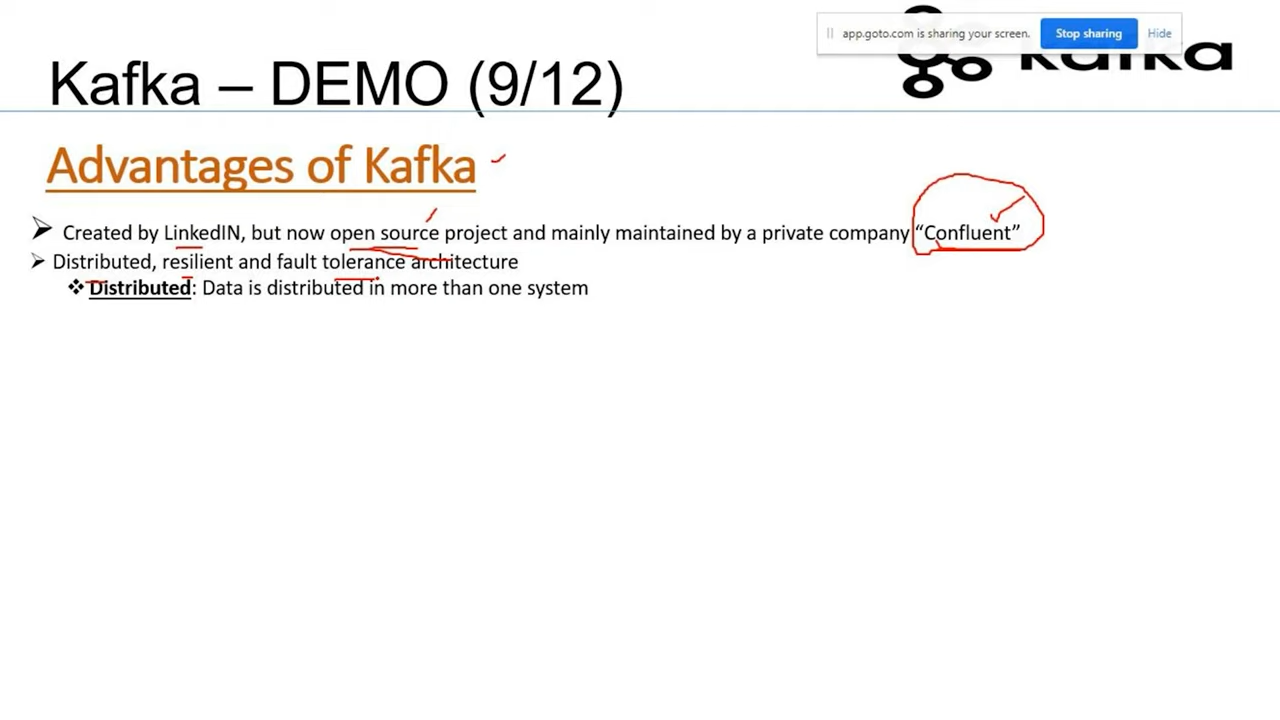 app.goto.com is sharing your screen. Stop sharing Hide
kafka
Kafka – DEMO (9/12)
Advantages of Kafka
Created by LinkedIN, but now open source project and mainly maintained by a private company “Confluent”
Distributed, resilient and fault tolerance architecture
Distributed: Data is distributed in more than one system